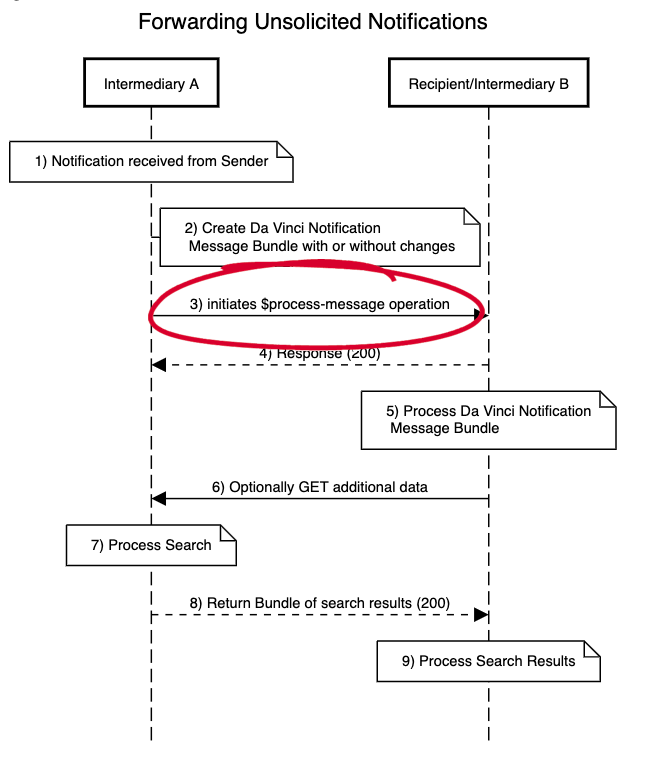 Forwarding Unsolicited Notifications
Intermediary A
Recipient/Intermediary B
1) Notification received from Sender
2) Create Da Vinci Notification
Message Bundle with or without changes
3) initiates $process-message operation
4) Response (200)
5) Process Da Vinci Notification
Message Bundle
6) Optionally GET additional data
7) Process Search
8) Return Bundle of search results (200)
9) Process Search Results